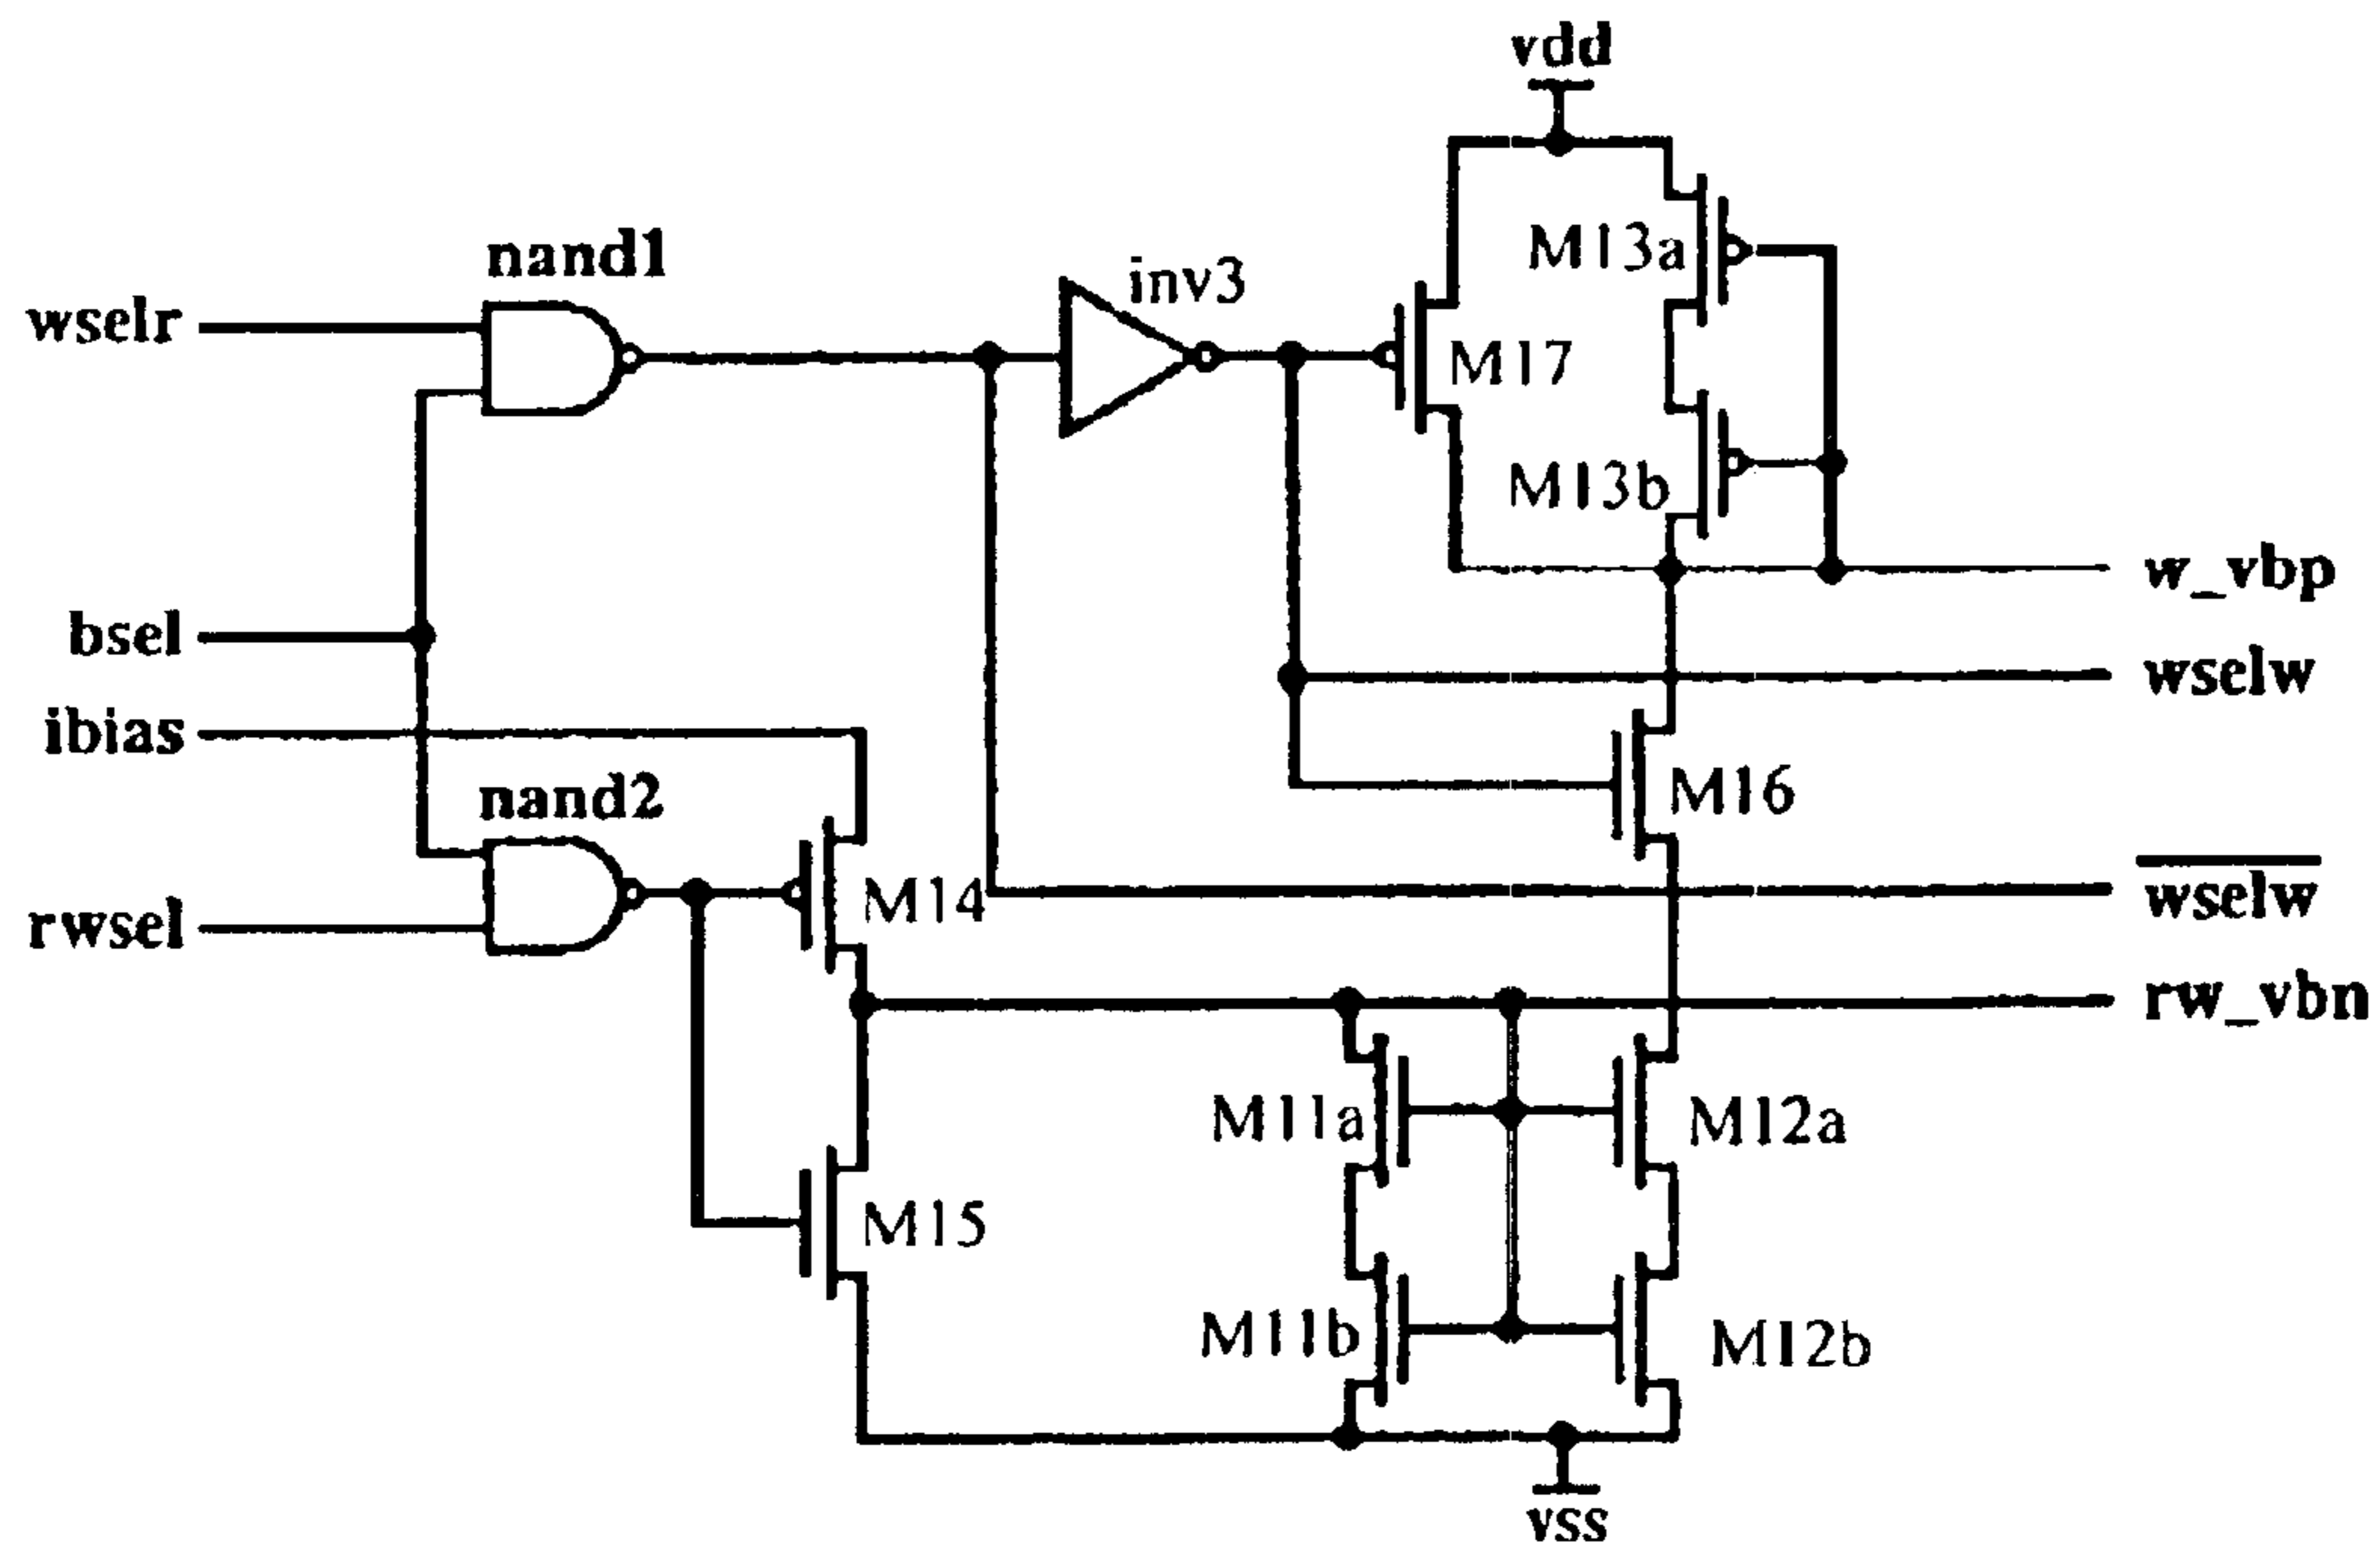 vdd
nand1
inv3
M13a
wselr
M17
M13b
w_vbp
bsel
wselw
ibias
nand2
M16
M14
w̅s̅e̅l̅w̅
rwsel
rw_vbn
M11a
M12a
M15
M11b
M12b
vss